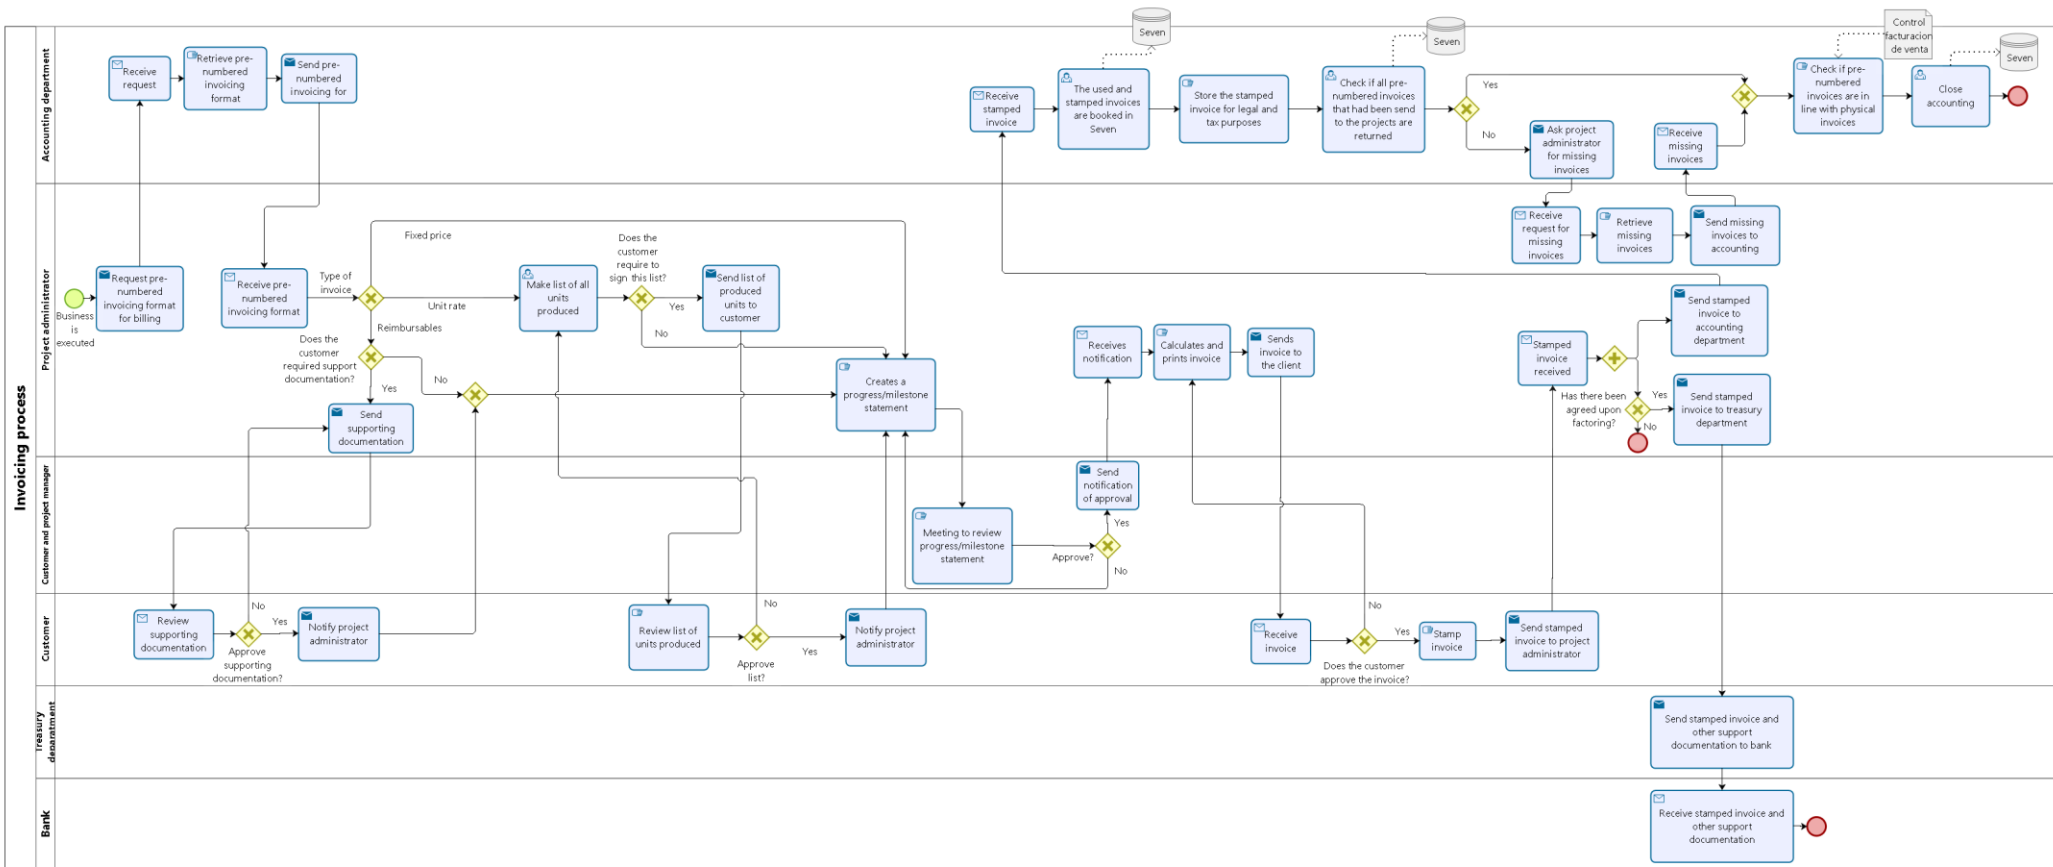 Invoicing process
Accounting department
Receive
request
Retrieve pre-
numbered
invoicing
format
Send pre-
numbered
invoicing for
Receive
stamped
invoice
The used and
stamped invoices
are booked in
Seven
Seven
Store the stamped
invoice for legal and
tax purposes
Check if all pre-
numbered invoices
that had been send
to the projects are
returned
Seven
Yes
No
Ask project
administrator
for missing
invoices
Receive
missing
invoices
Control
facturacion
de venta
Check if pre-
numbered
invoices are in
line with physical
invoices
Close
accounting
Seven
Project administrator
Business
is
executed
Request pre-
numbered
invoicing format
for billing
Receive pre-
numbered
invoicing format
Type of
invoice
Fixed price
Unit rate
Reimbursables
Does the
customer
required support
documentation?
No
Yes
Send
supporting
documentation
Make list of all
units
produced
Does the
customer
require to
sign this list?
Yes
No
Send list of
produced
units to
customer
Creates a
progress/milestone
statement
Receives
notification
Calculates and
prints invoice
Sends
invoice to
the client
Receive
request for
missing
invoices
Retrieve
missing
invoices
Send missing
invoices to
accounting
Stamped
invoice
received
Send stamped
invoice to
accounting
department
Has there been
agreed upon
factoring?
Yes
No
Send stamped
invoice to treasury
department
Customer and project manager
Meeting to review
progress/milestone
statement
Approve?
Yes
No
Send
notification
of approval
Customer
Review
supporting
documentation
No
Yes
Approve
supporting
documentation?
Notify project
administrator
Review list of
units produced
No
Yes
Approve
list?
Notify project
administrator
Receive
invoice
No
Yes
Does the customer
approve the invoice?
Stamp
invoice
Send stamped
invoice to project
administrator
Treasury
department
Send stamped invoice and
other support
documentation to bank
Bank
Receive stamped invoice and
other support
documentation